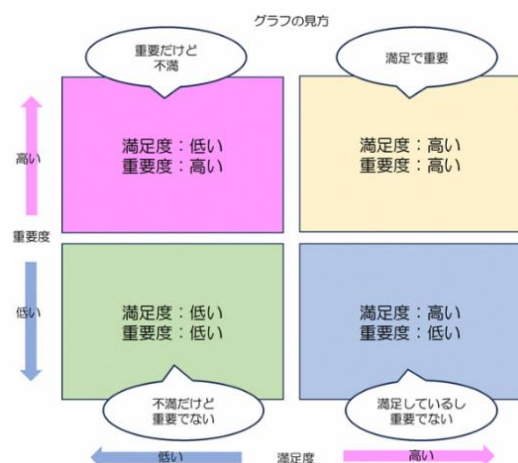 グラフの見方
重要だけど
不満
満足で重要
満足度：低い
重要度：高い
満足度：高い
重要度：高い
高い
重要度
低い
満足度：低い
重要度：低い
満足度：高い
重要度：低い
不満だけど
重要でない
満足しているし
重要でない
低い
満足度
高い